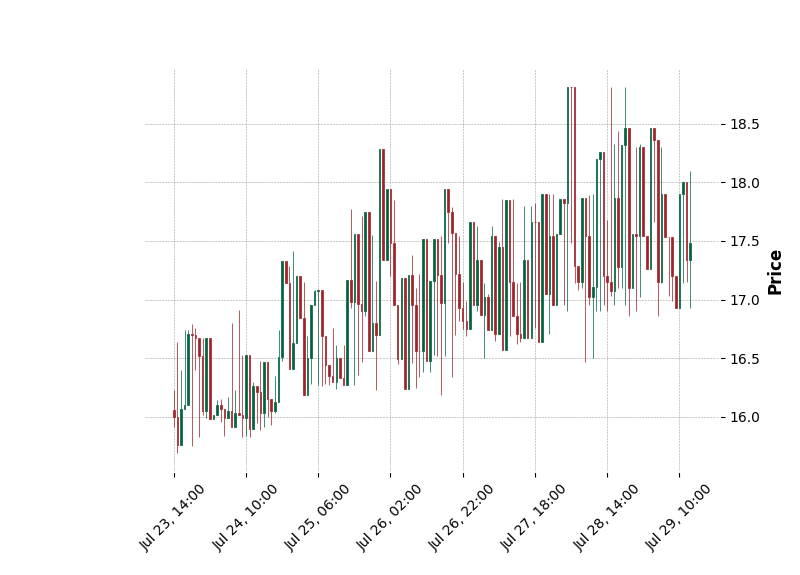 18.5
18.0
17.5
17.0
16.5
16.0
Price
Jul 23, 14:00
Jul 24, 10:00
Jul 25, 06:00
Jul 26, 02:00
Jul 26, 22:00
Jul 27, 18:00
Jul 28, 14:00
Jul 29, 10:00